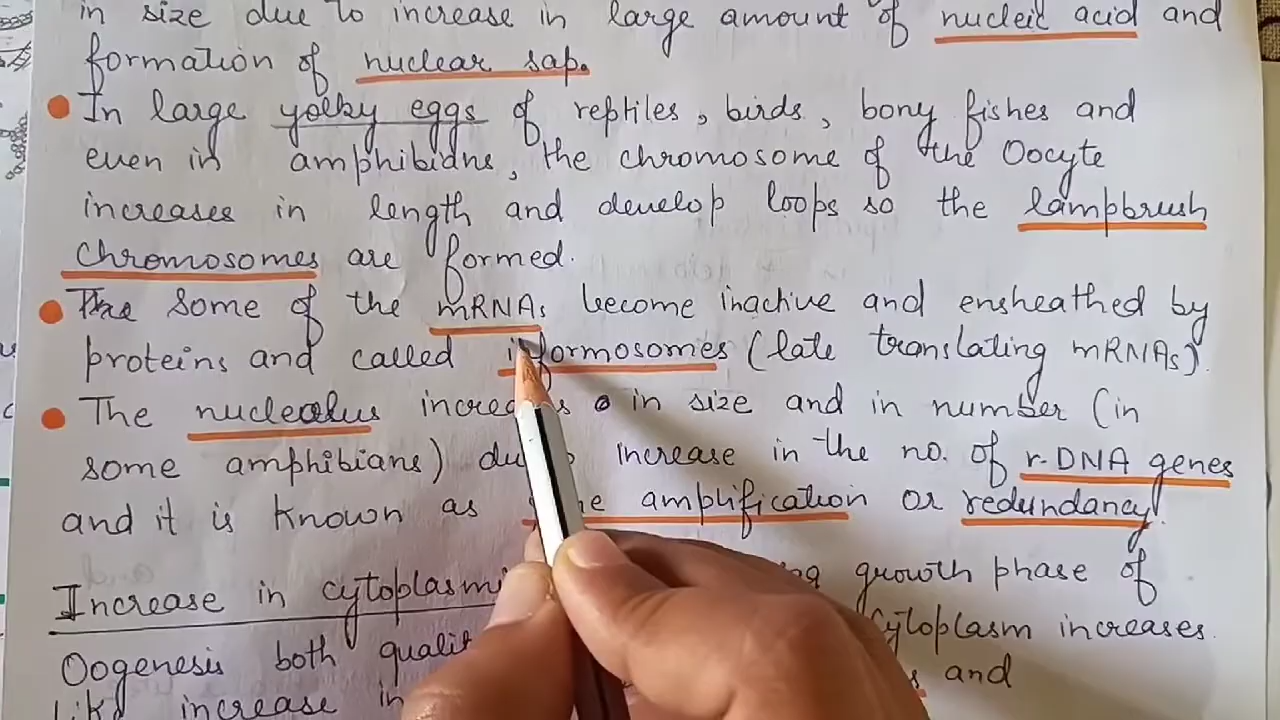 in size due to increase in large amount of nucleic acid and
formation of nuclear sap.
In large yolky eggs of reptiles, birds, bony fishes and
even in amphibians, the chromosome of the Oocyte
increases in length and develop loops so the lampbrush
chromosomes are formed.
Some of the mRNAs become inactive and ensheathed by
proteins and called informosomes (late translating mRNAs).
The nucleolus in size and in number (in
some amphibians) increase in the no. of r-DNA genes
and it is known as amplification or redundancy.
Increase in growth phase of
Oogenesis both cytoplasm increases.
Like increase in and